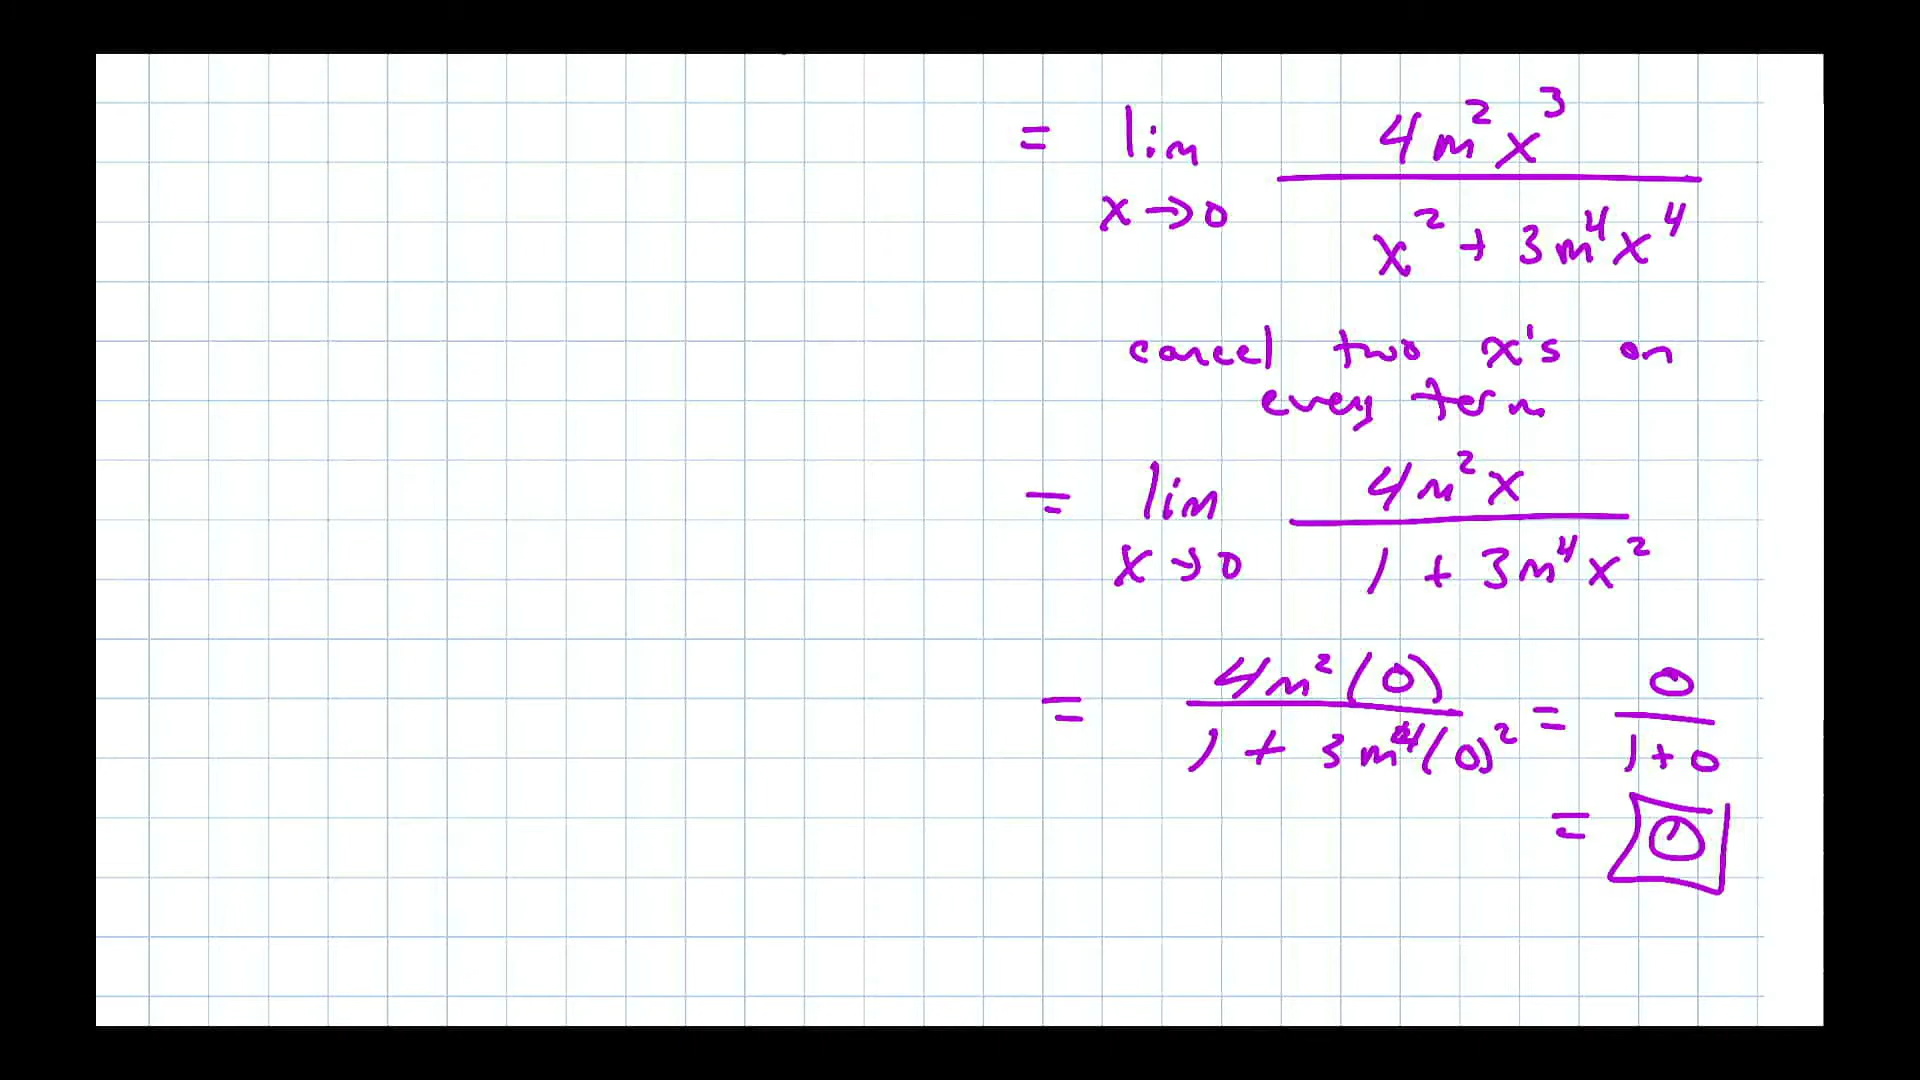 = lim 4m²x³ / x² + 3m⁴x⁴
x→0
cancel two x's on
every term
= lim 4m²x / 1 + 3m⁴x²
x→0
= 4m²(0) / 1 + 3m⁴(0)² = 0 / 1+0
= 0